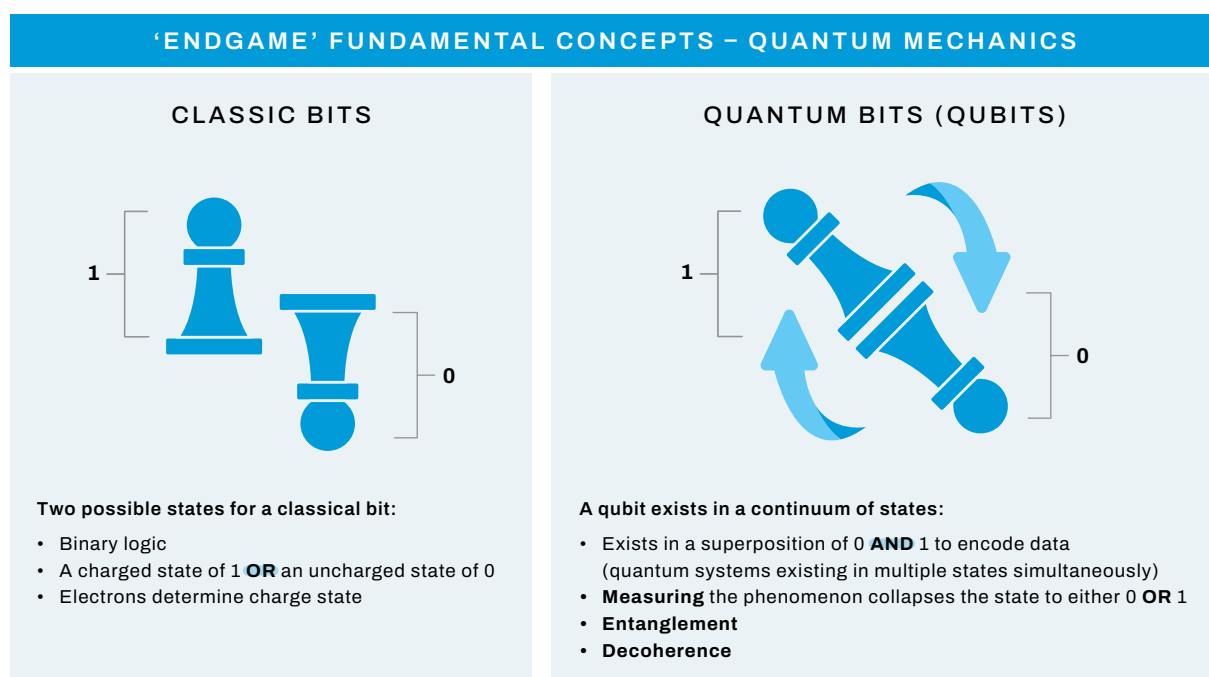 ‘ENDGAME’ FUNDAMENTAL CONCEPTS – QUANTUM MECHANICS
CLASSIC BITS
1
0
Two possible states for a classical bit:
• Binary logic
• A charged state of 1 OR an uncharged state of 0
• Electrons determine charge state
QUANTUM BITS (QUBITS)
1
0
A qubit exists in a continuum of states:
• Exists in a superposition of 0 AND 1 to encode data
(quantum systems existing in multiple states simultaneously)
• Measuring the phenomenon collapses the state to either 0 OR 1
• Entanglement
• Decoherence